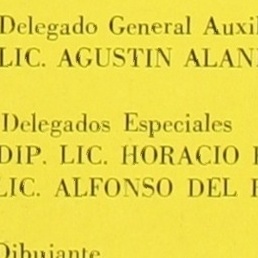 Delegado General Auxil
LIC. AGUSTIN ALAN
Delegados Especiales
DIP. LIC. HORACIO
LIC. ALFONSO DEL
Dibujante